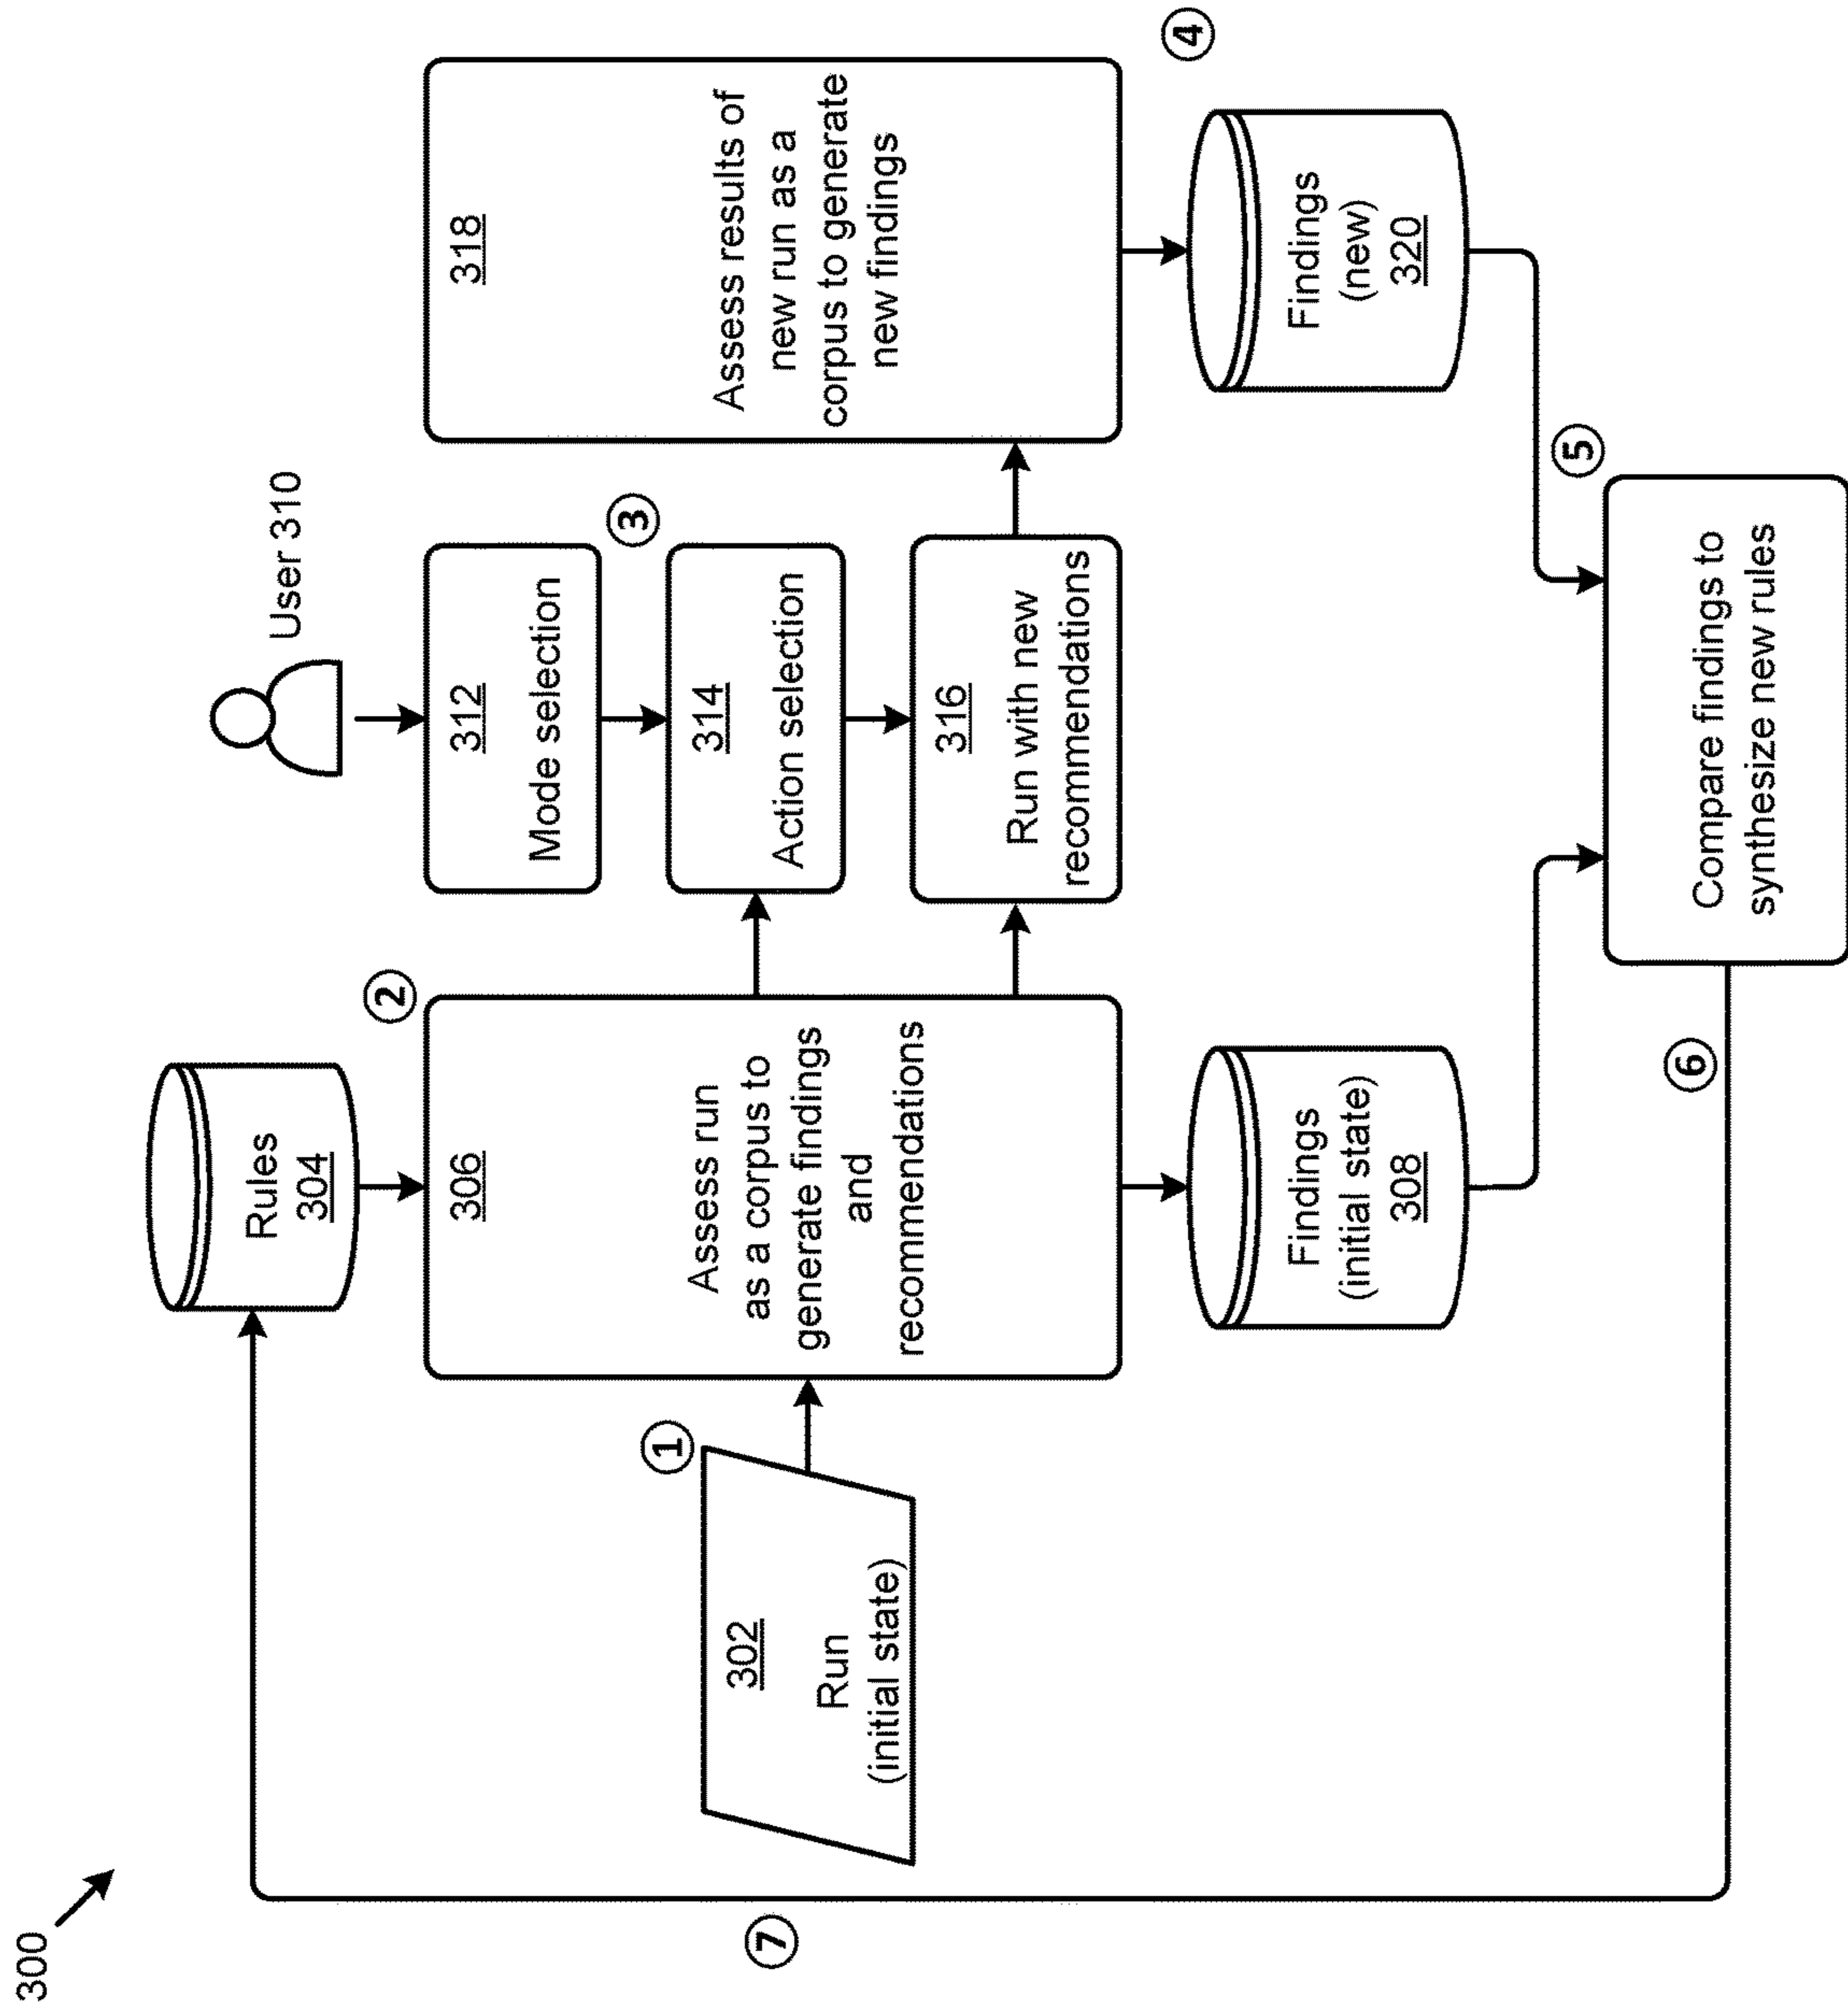 300
Rules
304
User 310
①
302
Run
(initial state)
②
306
Assess run
as a corpus to
generate findings
and
recommendations
312
Mode selection
③
314
Action selection
316
Run with new
recommendations
318
Assess results of
new run as a
corpus to generate
new findings
④
Findings
(initial state)
308
Findings
(new)
320
⑤
Compare findings to
synthesize new rules
⑥
⑦